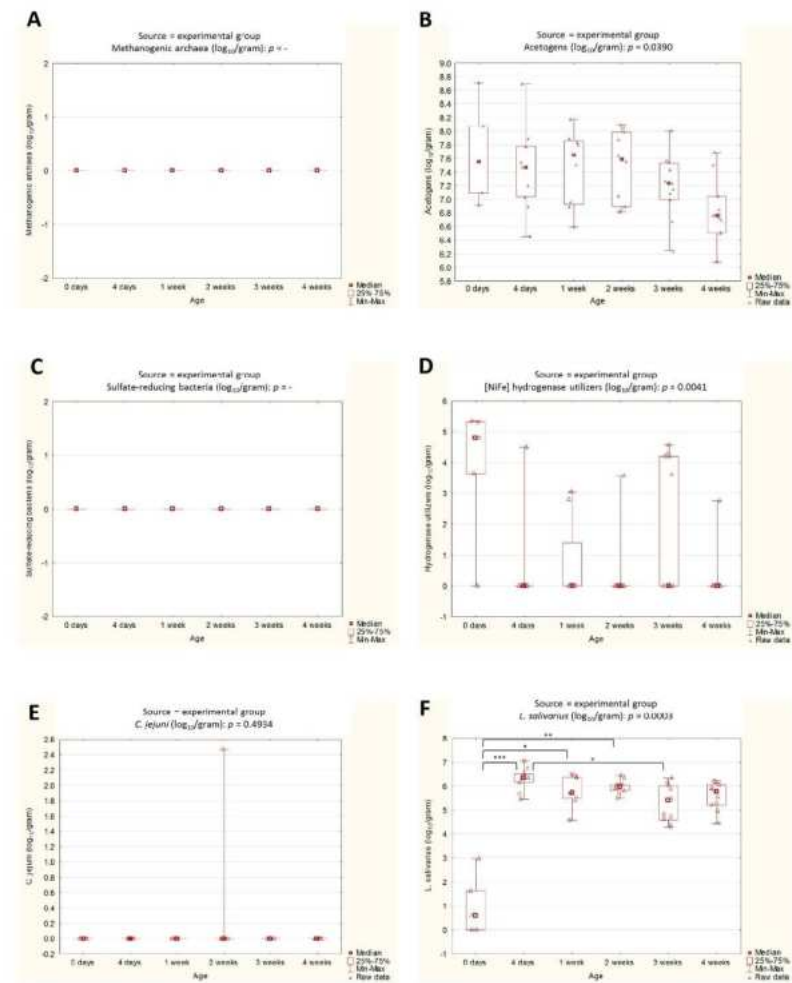 A
Source = experimental group
Methanogenic archaea (log10/gram): p = -
Methanogenic archaea (log10/gram)
2
1
0
-1
-2
0 days 4 days 1 week 2 weeks 3 weeks 4 weeks
Age
Median
25%-75%
Min-Max
B
Source = experimental group
Acetogens (log10/gram): p = 0.0390
Acetogens (log10/gram)
9.0
8.8
8.6
8.4
8.2
8.0
7.8
7.6
7.4
7.2
7.0
6.8
6.6
6.4
6.2
6.0
5.8
0 days 4 days 1 week 2 weeks 3 weeks 4 weeks
Age
Median
25%-75%
Min-Max
Raw data
C
Source = experimental group
Sulfate-reducing bacteria (log10/gram): p = -
Sulfate-reducing bacteria (log10/gram)
2
1
0
-1
-2
0 days 4 days 1 week 2 weeks 3 weeks 4 weeks
Age
Median
25%-75%
Min-Max
D
Source = experimental group
[NiFe] hydrogenase utilizers (log10/gram): p = 0.0041
Hydrogenase utilizers (log10/gram)
6
5
4
3
2
1
0
-1
0 days 4 days 1 week 2 weeks 3 weeks 4 weeks
Age
Median
25%-75%
Min-Max
Raw data
E
Source = experimental group
C. jejuni (log10/gram): p = 0.4934
C. jejuni (log10/gram)
2.6
2.4
2.2
2.0
1.8
1.6
1.4
1.2
1.0
0.8
0.6
0.4
0.2
0.0
-0.2
0 days 4 days 1 week 2 weeks 3 weeks 4 weeks
Age
Median
25%-75%
Min-Max
Raw data
F
Source = experimental group
L. salivarius (log10/gram): p = 0.0003
L. salivarius (log10/gram)
8
7
6
5
4
3
2
1
0
-1
**
*
*** *
0 days 4 days 1 week 2 weeks 3 weeks 4 weeks
Age
Median
25%-75%
Min-Max
Raw data